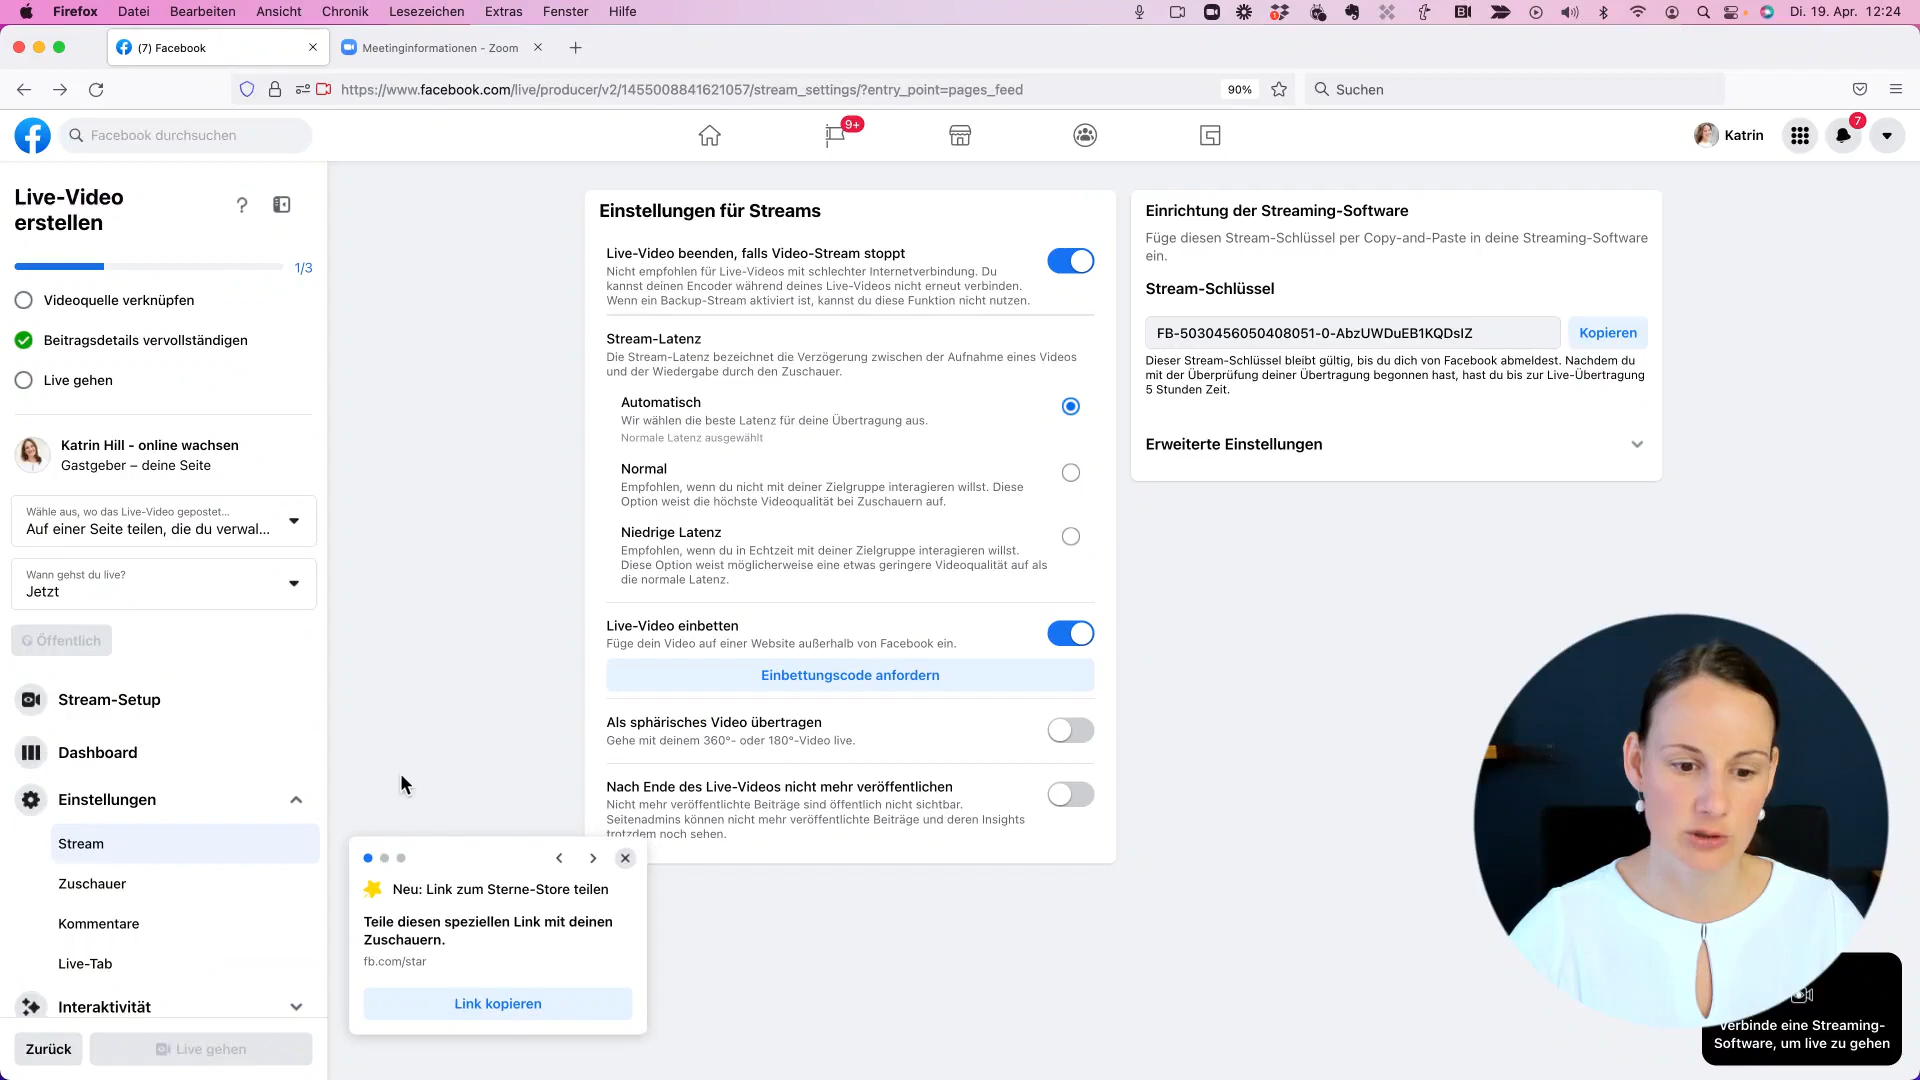 Firefox Datei Bearbeiten Ansicht Chronik Lesezeichen Extras Fenster Hilfe
Di. 19. Apr. 12:24
(7) Facebook
Meetinginformationen - Zoom
https://www.facebook.com/live/producer/v2/1455008841621057/stream_settings/?entry_point=pages_feed
90%
Suchen
Facebook durchsuchen
9+
Katrin
7
Live-Video
erstellen
1/3
Videoquelle verknüpfen
Beitragsdetails vervollständigen
Live gehen
Katrin Hill - online wachsen
Gastgeber – deine Seite
Wähle aus, wo das Live-Video gepostet...
Auf einer Seite teilen, die du verwal...
Wann gehst du live?
Jetzt
Öffentlich
Stream-Setup
Dashboard
Einstellungen
Stream
Zuschauer
Kommentare
Live-Tab
Interaktivität
Zurück
Live gehen
Einstellungen für Streams
Live-Video beenden, falls Video-Stream stoppt
Nicht empfohlen für Live-Videos mit schlechter Internetverbindung. Du
kannst deinen Encoder während deines Live-Videos nicht erneut verbinden.
Wenn ein Backup-Stream aktiviert ist, kannst du diese Funktion nicht nutzen.
Stream-Latenz
Die Stream-Latenz bezeichnet die Verzögerung zwischen der Aufnahme eines Videos
und der Wiedergabe durch den Zuschauer.
Automatisch
Wir wählen die beste Latenz für deine Übertragung aus.
Normale Latenz ausgewählt
Normal
Empfohlen, wenn du nicht mit deiner Zielgruppe interagieren willst. Diese
Option weist die höchste Videoqualität bei Zuschauern auf.
Niedrige Latenz
Empfohlen, wenn du in Echtzeit mit deiner Zielgruppe interagieren willst.
Diese Option weist möglicherweise eine etwas geringere Videoqualität auf als
die normale Latenz.
Live-Video einbetten
Füge dein Video auf einer Website außerhalb von Facebook ein.
Einbettungscode anfordern
Als sphärisches Video übertragen
Gehe mit deinem 360°- oder 180°-Video live.
Nach Ende des Live-Videos nicht mehr veröffentlichen
Nicht mehr veröffentlichte Beiträge sind öffentlich nicht sichtbar.
Seitenadmins können nicht mehr veröffentlichte Beiträge und deren Insights
trotzdem noch sehen.
Neu: Link zum Sterne-Store teilen
Teile diesen speziellen Link mit deinen
Zuschauern.
fb.com/star
Link kopieren
Einrichtung der Streaming-Software
Füge diesen Stream-Schlüssel per Copy-and-Paste in deine Streaming-Software
ein.
Stream-Schlüssel
FB-5030456050408051-0-AbzUWDuEB1KQDsIZ
Kopieren
Dieser Stream-Schlüssel bleibt gültig, bis du dich von Facebook abmeldest. Nachdem du
mit der Überprüfung deiner Übertragung begonnen hast, hast du bis zur Live-Übertragung
5 Stunden Zeit.
Erweiterte Einstellungen
Verbinde eine Streaming-
Software, um live zu gehen